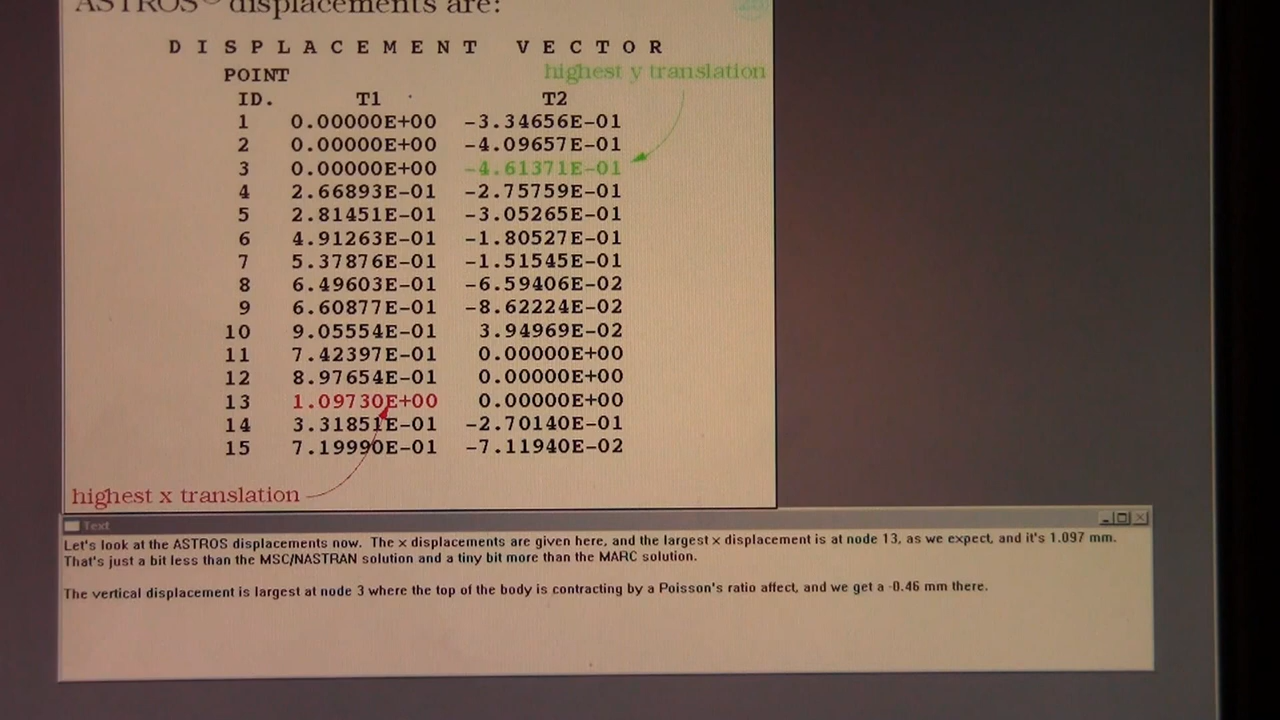 ASTROS displacements are:
D I S P L A C E M E N T V E C T O R
POINT highest y translation
ID. T1 T2
1 0.00000E+00 -3.34656E-01
2 0.00000E+00 -4.09657E-01
3 0.00000E+00 -4.61371E-01
4 2.66893E-01 -2.75759E-01
5 2.81451E-01 -3.05265E-01
6 4.91263E-01 -1.80527E-01
7 5.37876E-01 -1.51545E-01
8 6.49603E-01 -6.59406E-02
9 6.60877E-01 -8.62224E-02
10 9.05554E-01 3.94969E-02
11 7.42397E-01 0.00000E+00
12 8.97654E-01 0.00000E+00
13 1.09730E+00 0.00000E+00
14 3.31851E-01 -2.70140E-01
15 7.19990E-01 -7.11940E-02
highest x translation
Text
Let's look at the ASTROS displacements now. The x displacements are given here, and the largest x displacement is at node 13, as we expect, and it's 1.097 mm.
That's just a bit less than the MSC/NASTRAN solution and a tiny bit more than the MARC solution.
The vertical displacement is largest at node 3 where the top of the body is contracting by a Poisson's ratio affect, and we get a -0.46 mm there.